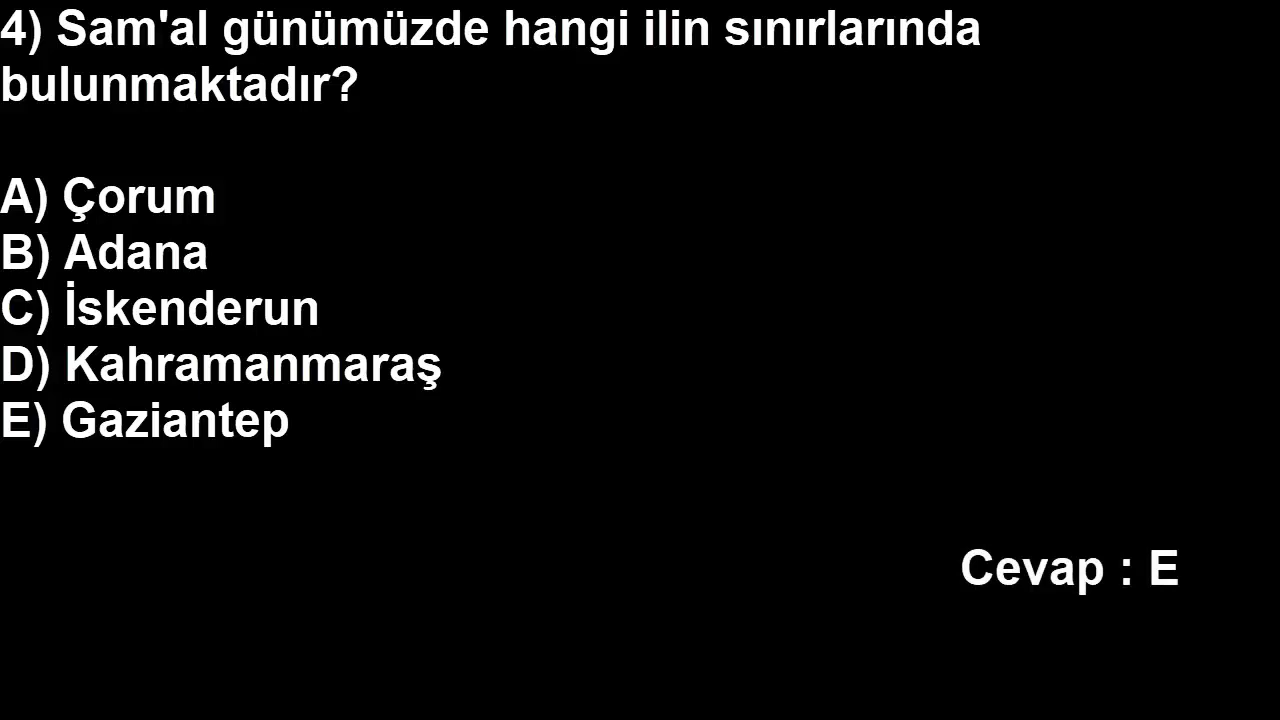 4) Sam'al günümüzde hangi ilin sınırlarında
bulunmaktadır?
A) Çorum
B) Adana
C) İskenderun
D) Kahramanmaraş
E) Gaziantep
Cevap : E